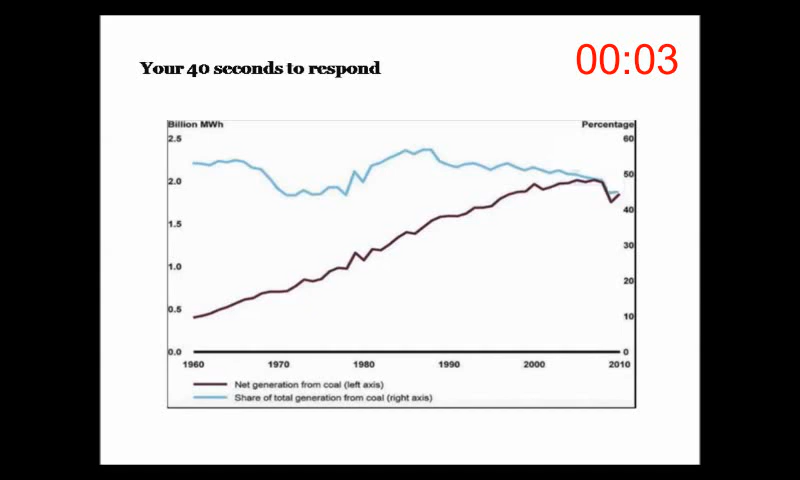 Your 40 seconds to respond
00:03
Billion MWh Percentage
2.5 60
50
2.0
40
1.5
30
1.0
20
0.5
10
0.0 0
1960 1970 1980 1990 2000 2010
Net generation from coal (left axis)
Share of total generation from coal (right axis)